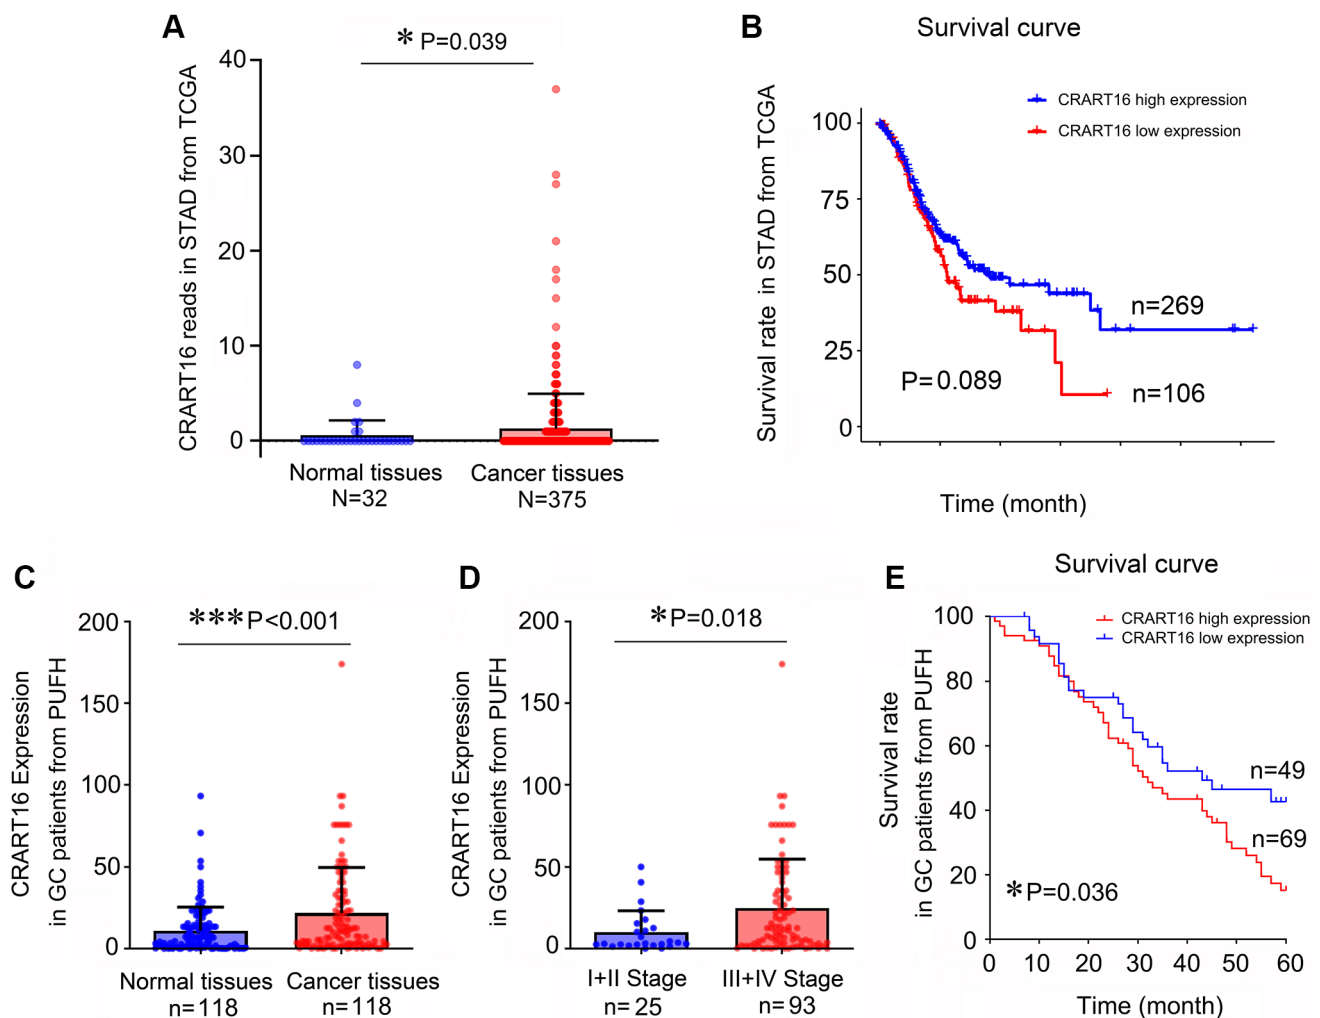 A
* P=0.039
CRART16 reads in STAD from TCGA
40
30
20
10
0
Normal tissues
N=32
Cancer tissues
N=375
B
Survival curve
CRART16 high expression
CRART16 low expression
Survival rate in STAD from TCGA
100
75
50
25
0
n=269
n=106
P=0.089
Time (month)
C
***P<0.001
CRART16 Expression
in GC patients from PUFH
200
150
100
50
0
Normal tissues
n=118
Cancer tissues
n=118
D
*P=0.018
CRART16 Expression
in GC patients from PUFH
200
150
100
50
0
I+II Stage
n=25
III+IV Stage
n=93
E
Survival curve
CRART16 high expression
CRART16 low expression
Survival rate
in GC patients from PUFH
100
80
60
40
20
0
n=49
n=69
*P=0.036
0 10 20 30 40 50 60
Time (month)